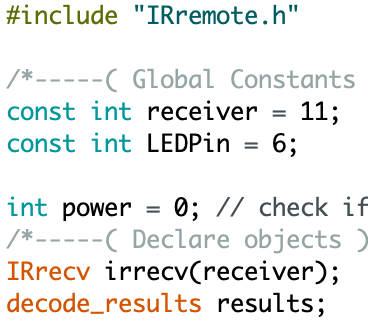 #include "IRremote.h"
/*-----( Global Constants
const int receiver = 11;
const int LEDPin = 6;
int power = 0; // check if
/*-----( Declare objects )
IRrecv irrecv(receiver);
decode_results results;